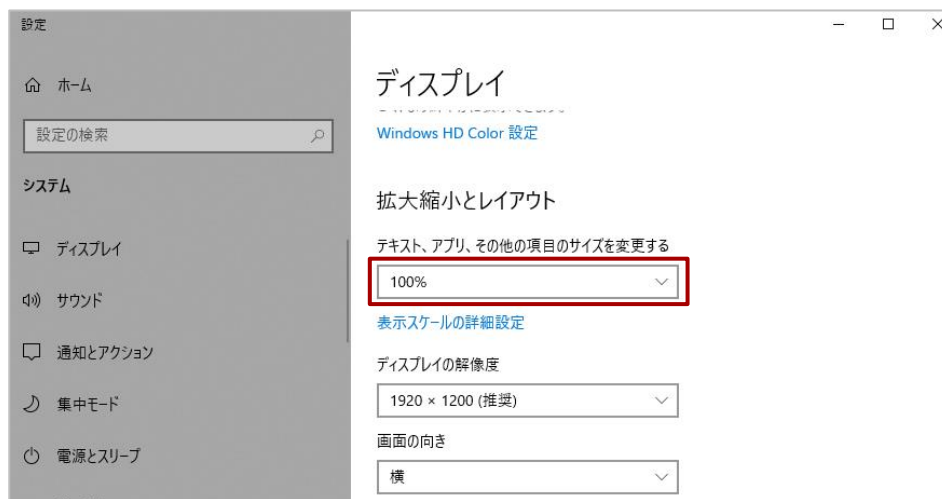 設定
ホーム
設定の検索
システム
ディスプレイ
サウンド
通知とアクション
集中モード
電源とスリープ
ディスプレイ
Windows HD Color 設定
拡大縮小とレイアウト
テキスト、アプリ、その他の項目のサイズを変更する
100%
表示スケールの詳細設定
ディスプレイの解像度
1920 × 1200 (推奨)
画面の向き
横